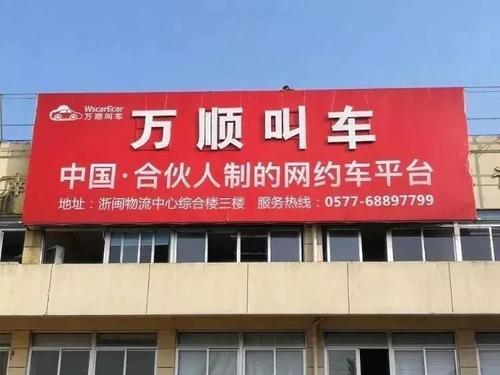 WscarEcar
万顺叫车
万顺叫车
中国·合伙人制的网约车平台
地址：浙闽物流中心综合楼三楼 服务热线：0577-68897799